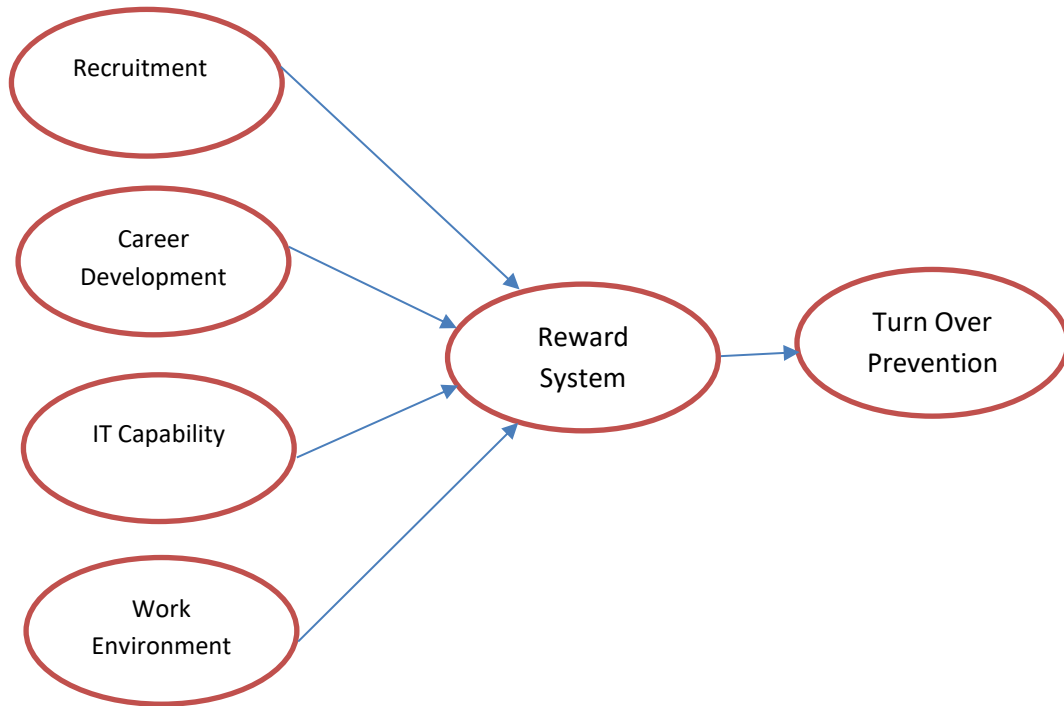 Recruitment
Career
Development
IT Capability
Work
Environment
Reward
System
Turn Over
Prevention